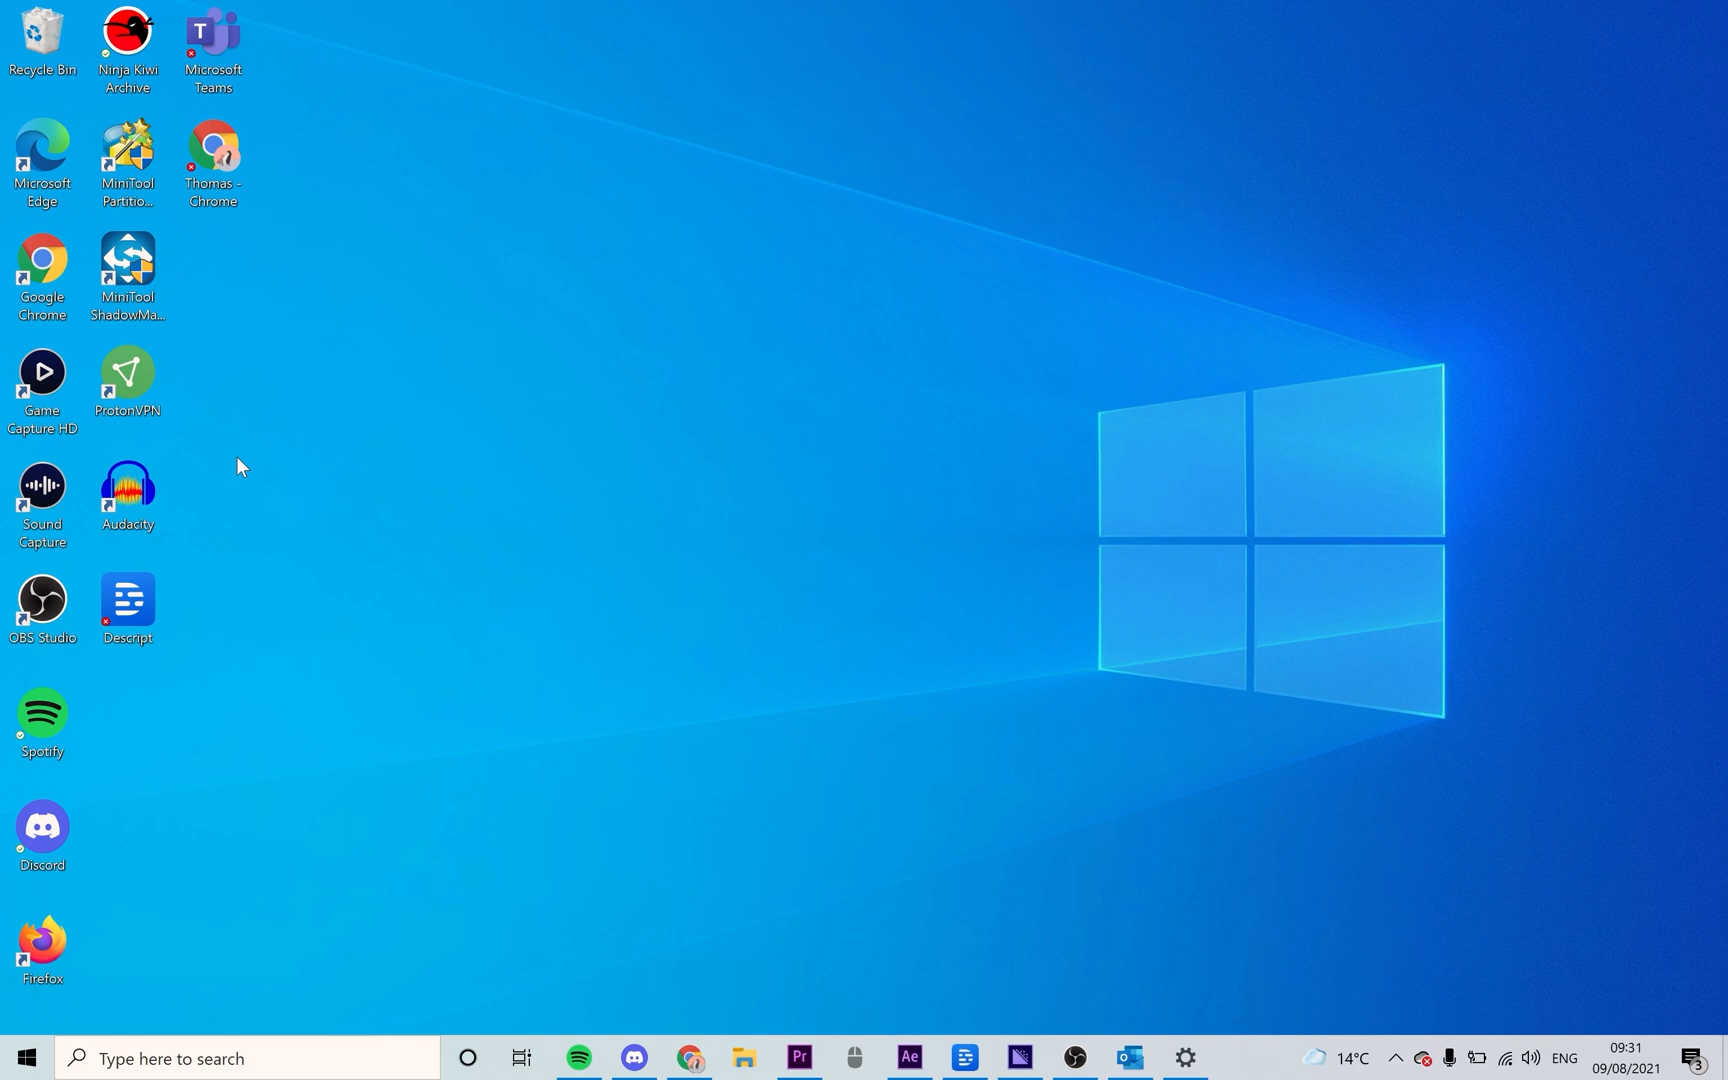 Recycle Bin
Ninja Kiwi
Archive
T
Microsoft
Teams
Microsoft
Edge
MiniTool
Partitio...
Thomas -
Chrome
Google
Chrome
MiniTool
ShadowMa...
Game
Capture HD
ProtonVPN
Sound
Capture
Audacity
OBS Studio
Descript
Spotify
Discord
Firefox
Type here to search
Pr
Ae
14°C
ENG
09:31
09/08/2021
3